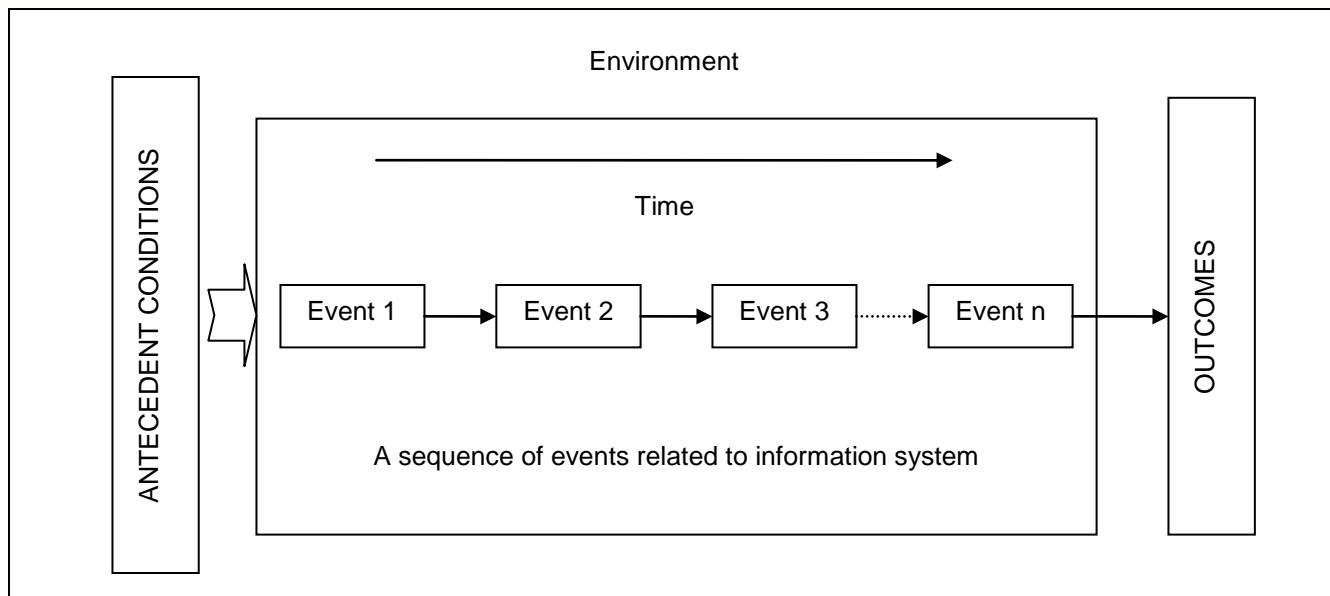 Environment
ANTECEDENT CONDITIONS
Time
Event 1
Event 2
Event 3
Event n
A sequence of events related to information system
OUTCOMES